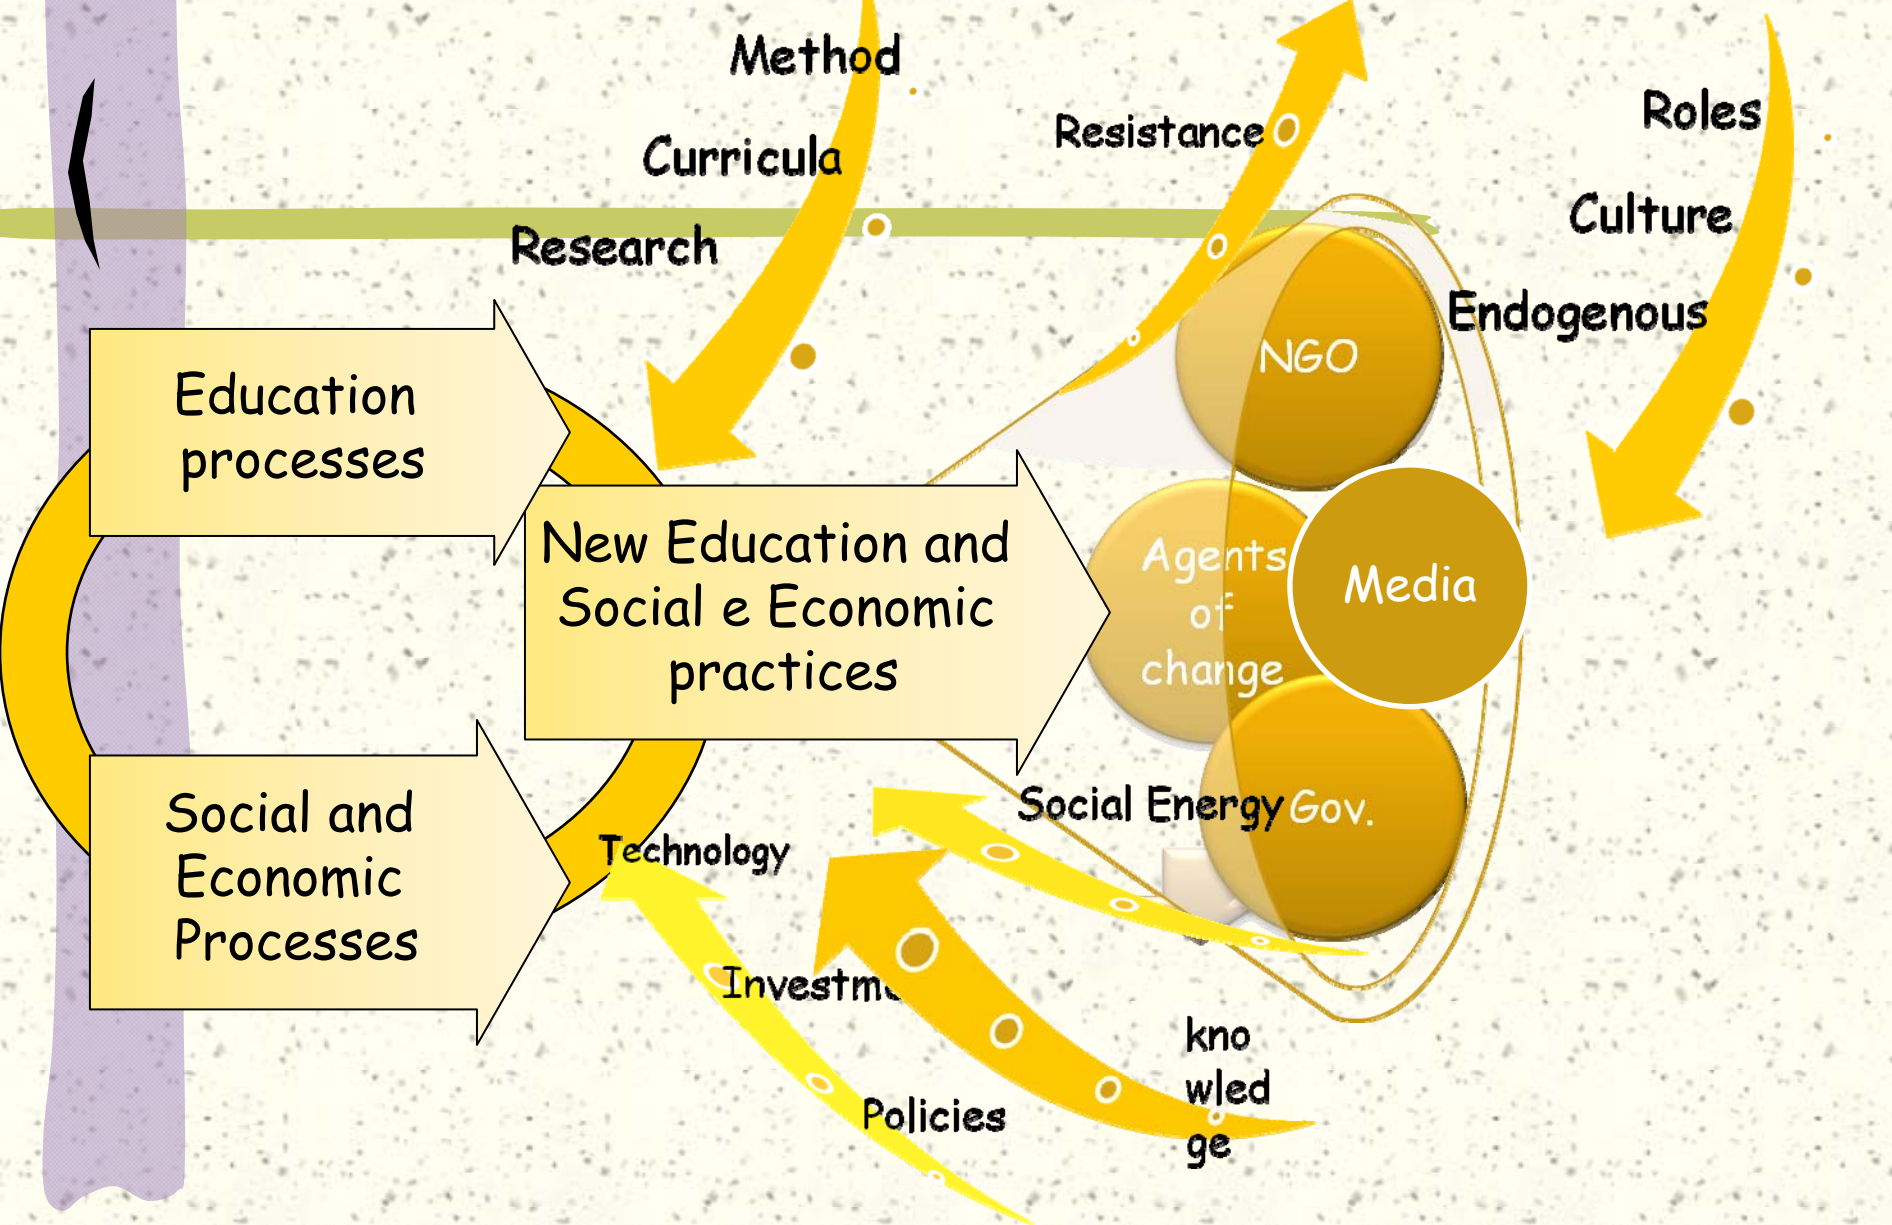 Method
Curricula
Research
Resistance
Roles
Culture
Endogenous
Education
processes
New Education and
Social e Economic
practices
NGO
Agents
of
change
Media
Gov.
Social and
Economic
Processes
Social Energy
Technology
Policies
kno
wled
ge